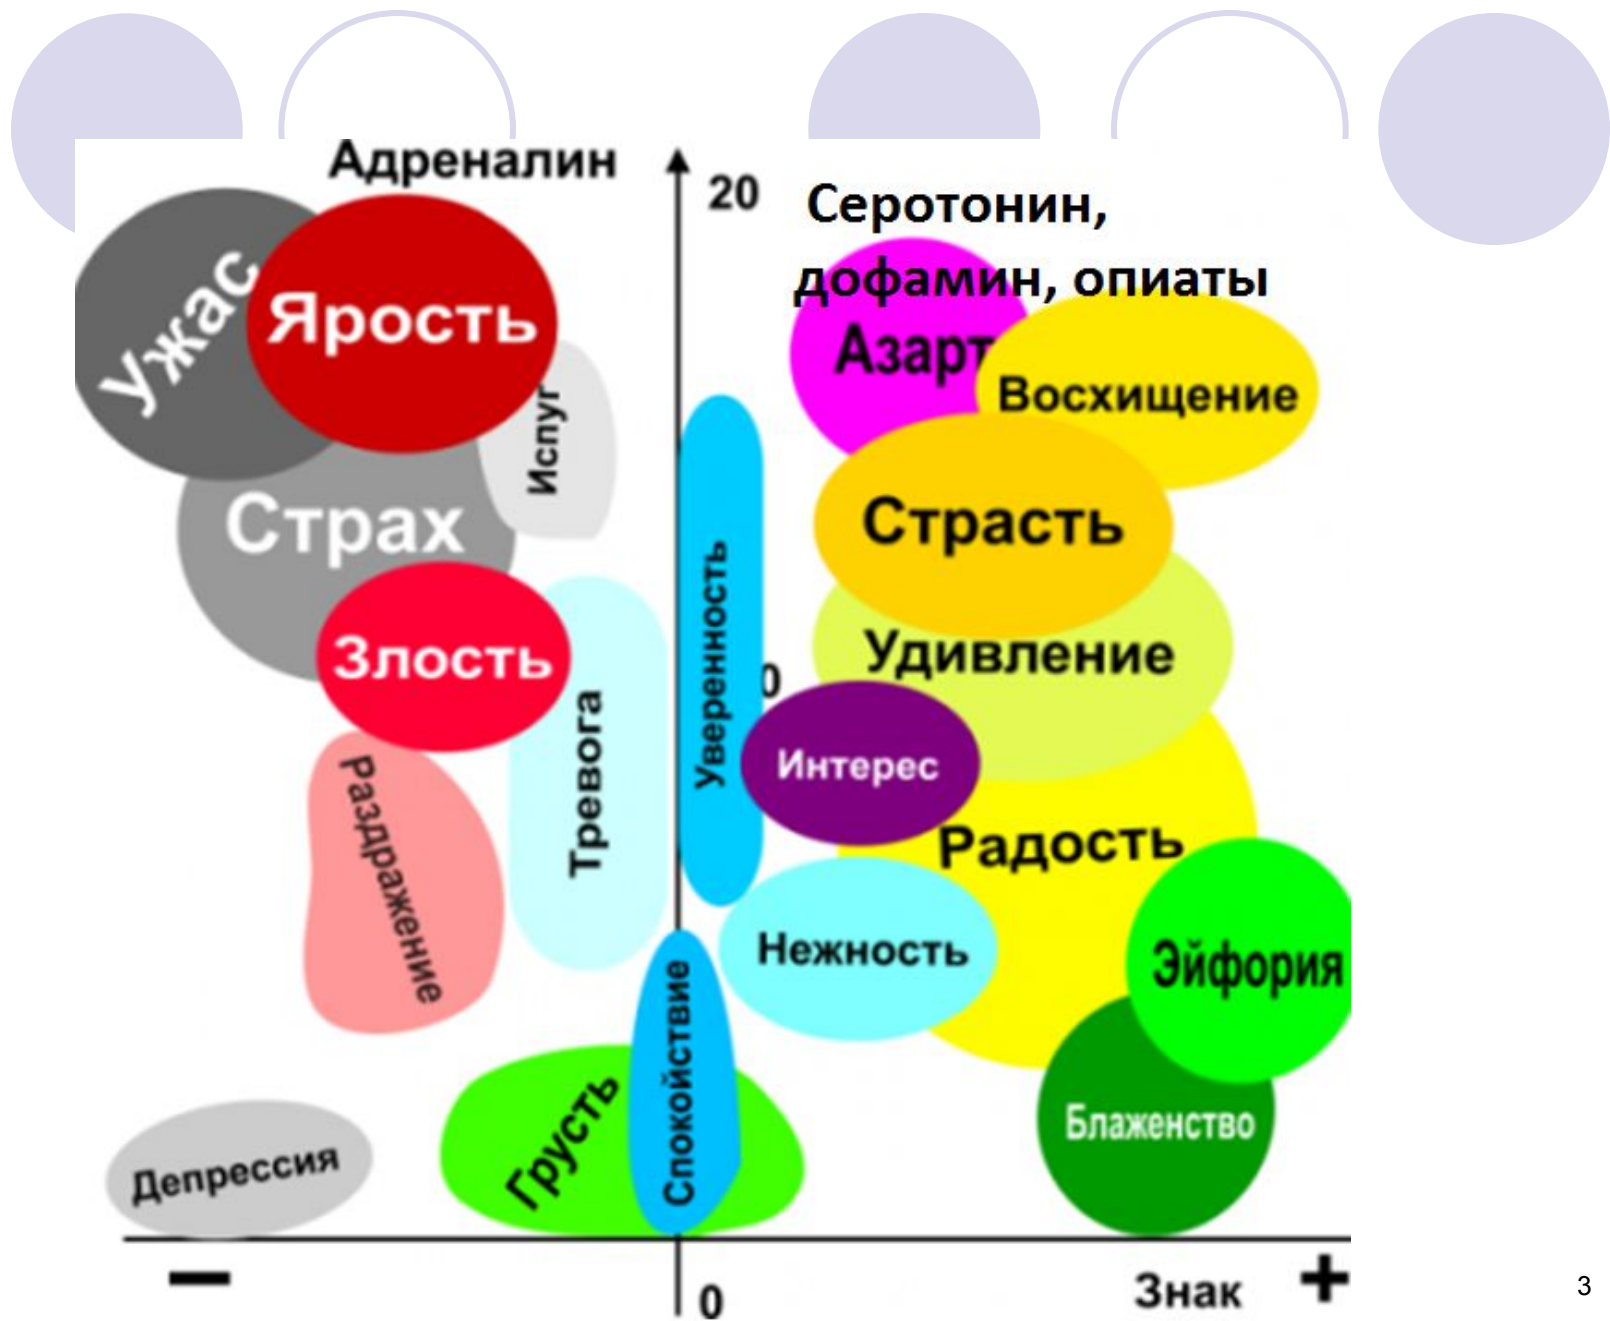 Адреналин
20
Серотонин,
дофамин, опиаты
Ужас
Ярость
Азарт
Восхищение
Испуг
Страх
Страсть
Злость
Уверенность
Удивление
0
Интерес
Тревога
Раздражение
Радость
Нежность
Эйфория
Спокойствие
Грусть
Блаженство
Депрессия
−
Знак
+
0
3